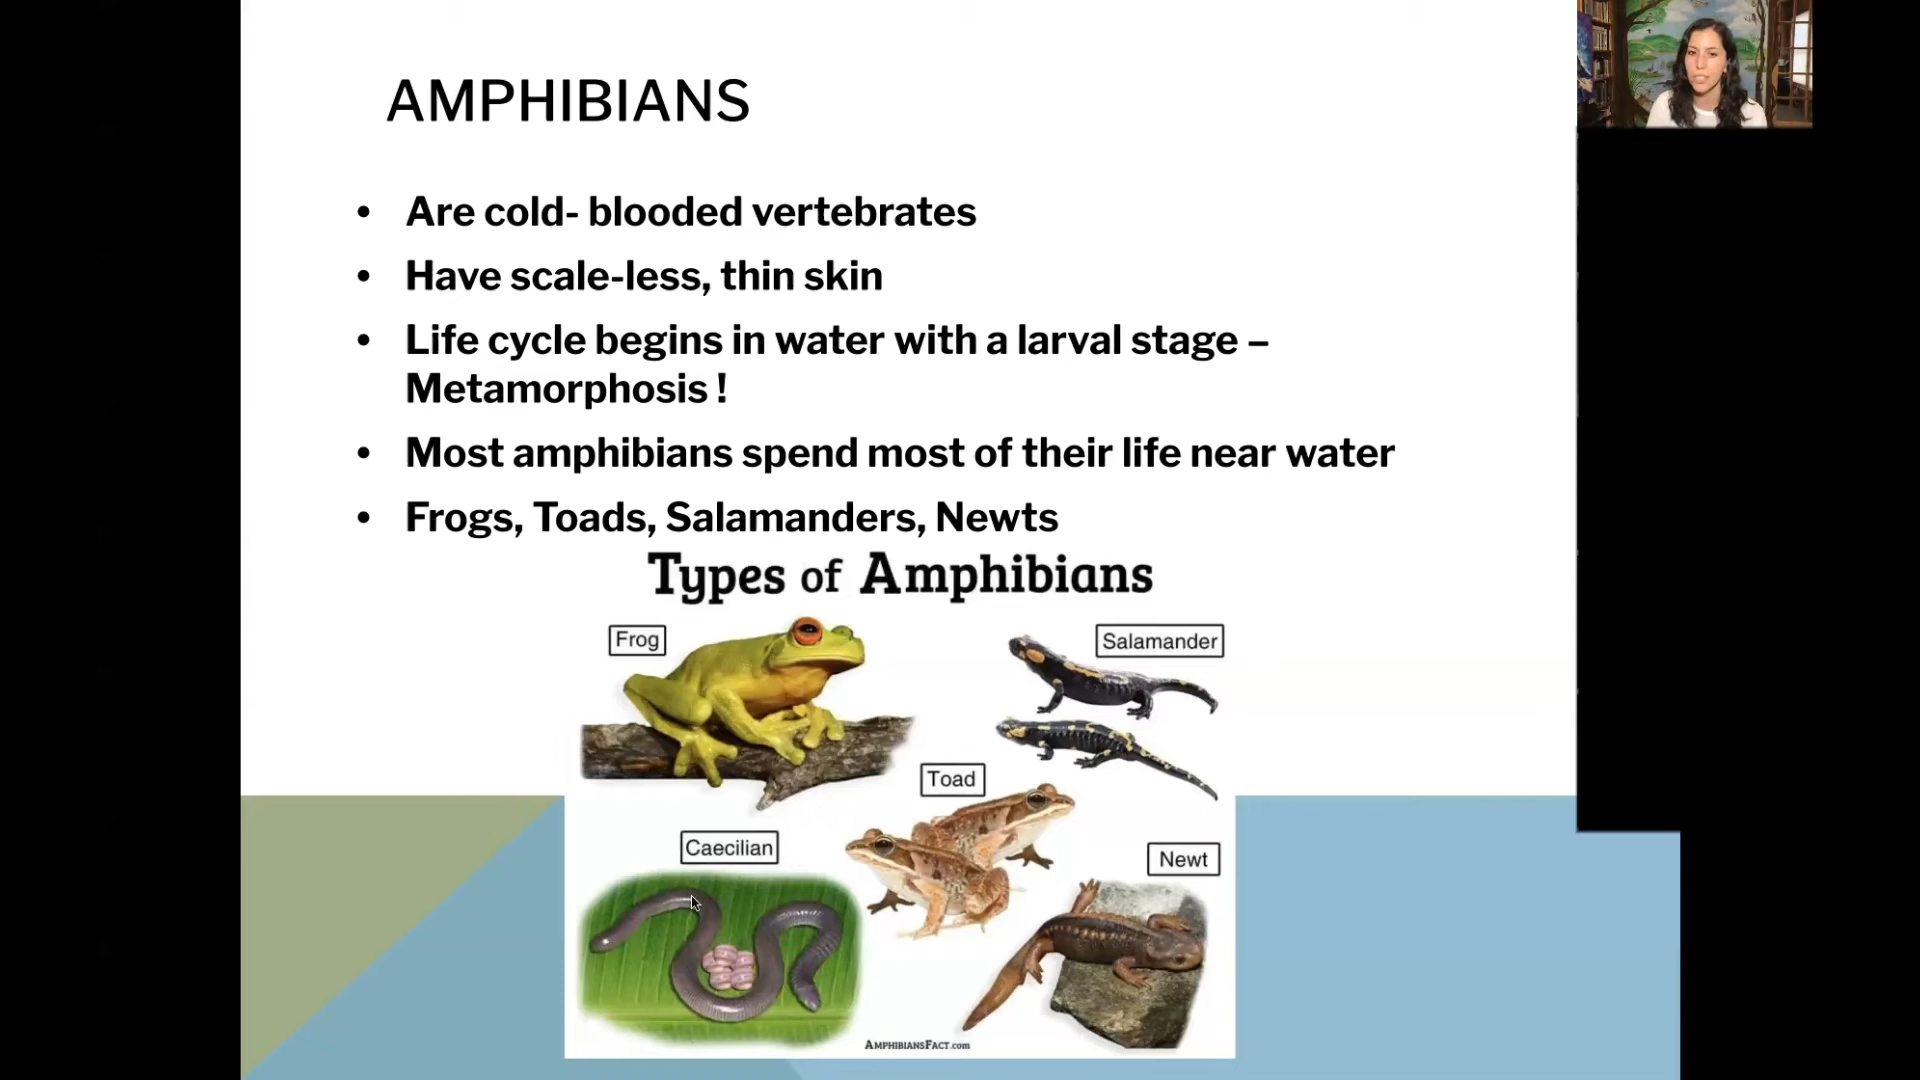 AMPHIBIANS
• Are cold- blooded vertebrates
• Have scale-less, thin skin
• Life cycle begins in water with a larval stage –
Metamorphosis !
• Most amphibians spend most of their life near water
• Frogs, Toads, Salamanders, Newts
Types of Amphibians
Frog
Salamander
Toad
Caecilian
Newt
AMPHIBIANSFACT.COM